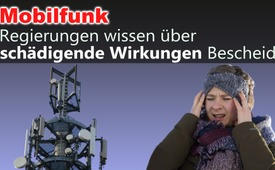 Mobilfunk
Regierungen wissen über
schädigende Wirkungen Bescheid